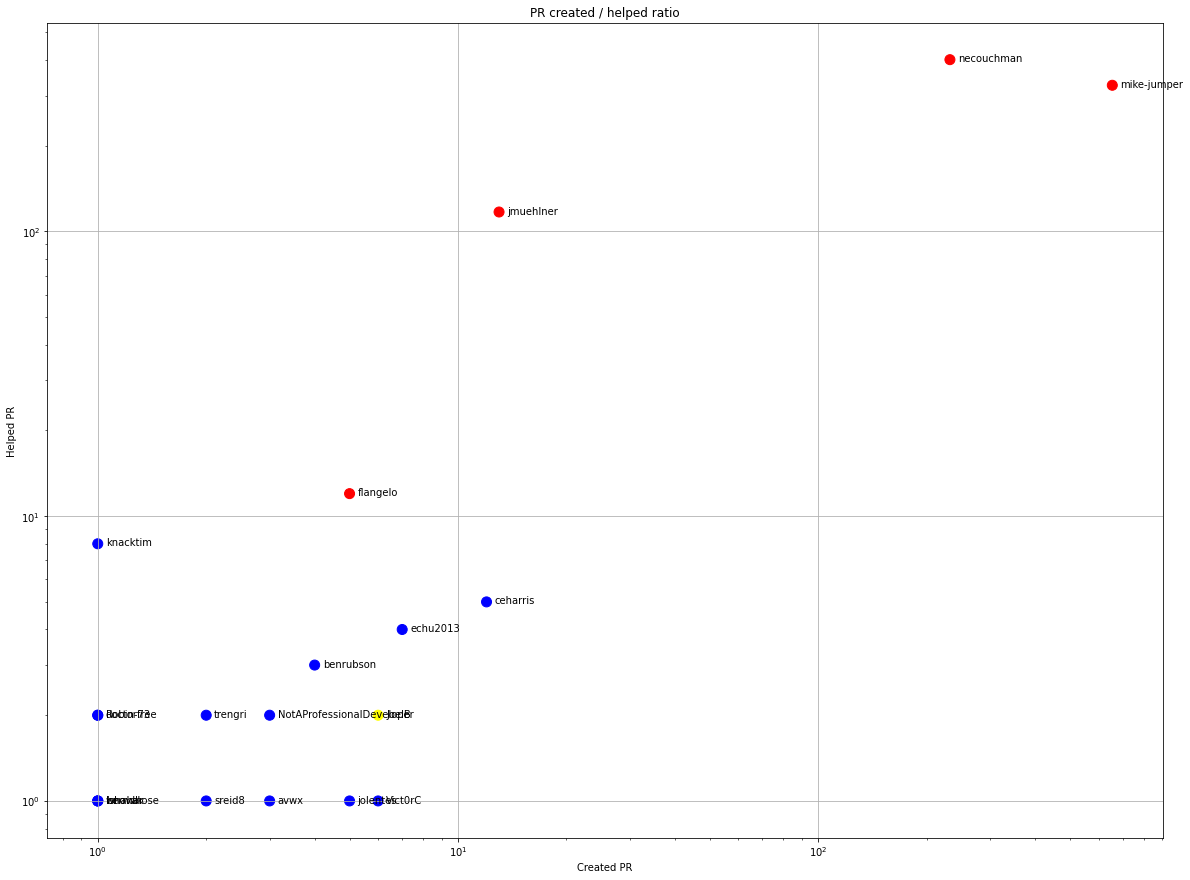 PR created / helped ratio
necouchman
mike-jumper
jmuehlner
10²
flangelo
10¹
knacktim
ceharris
echu2013
benrubson
trengri
NotAProfessionalDeveloper
sreid8
avwx
Vict0rC
10⁰
10⁰
10¹
10²
Created PR
Helped PR